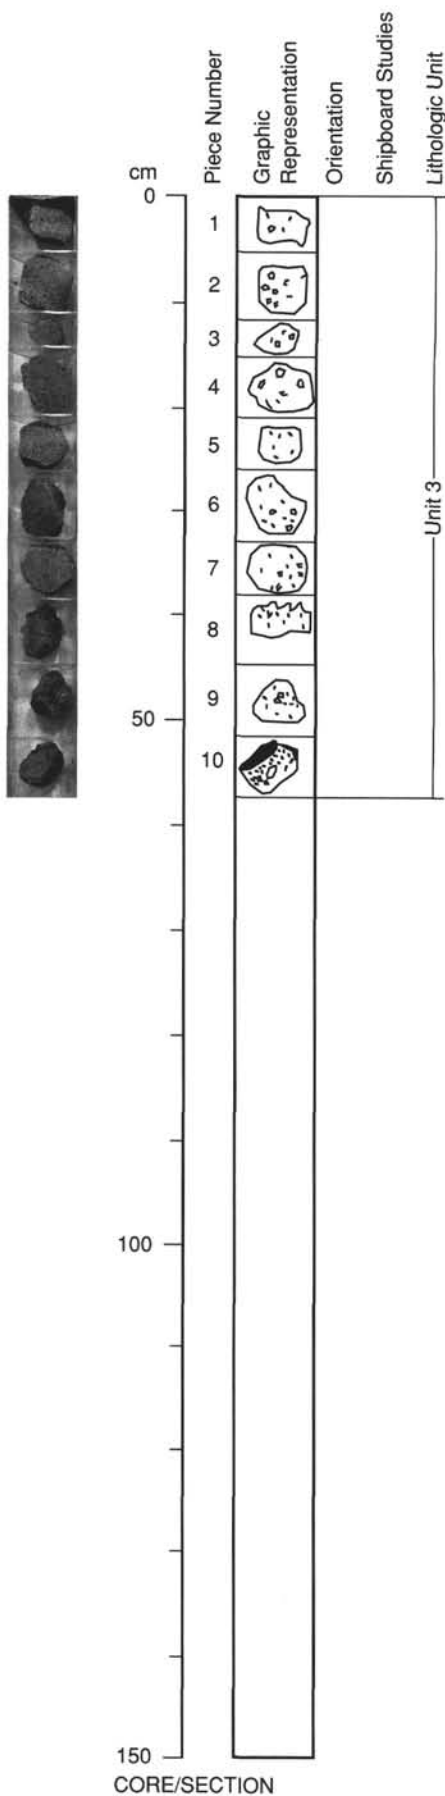 cm
Piece Number
Graphic
Representation
Orientation
Shipboard Studies
Lithologic Unit
0
1
2
3
4
5
6
7
8
9
50
10
Unit 3
100
150
CORE/SECTION